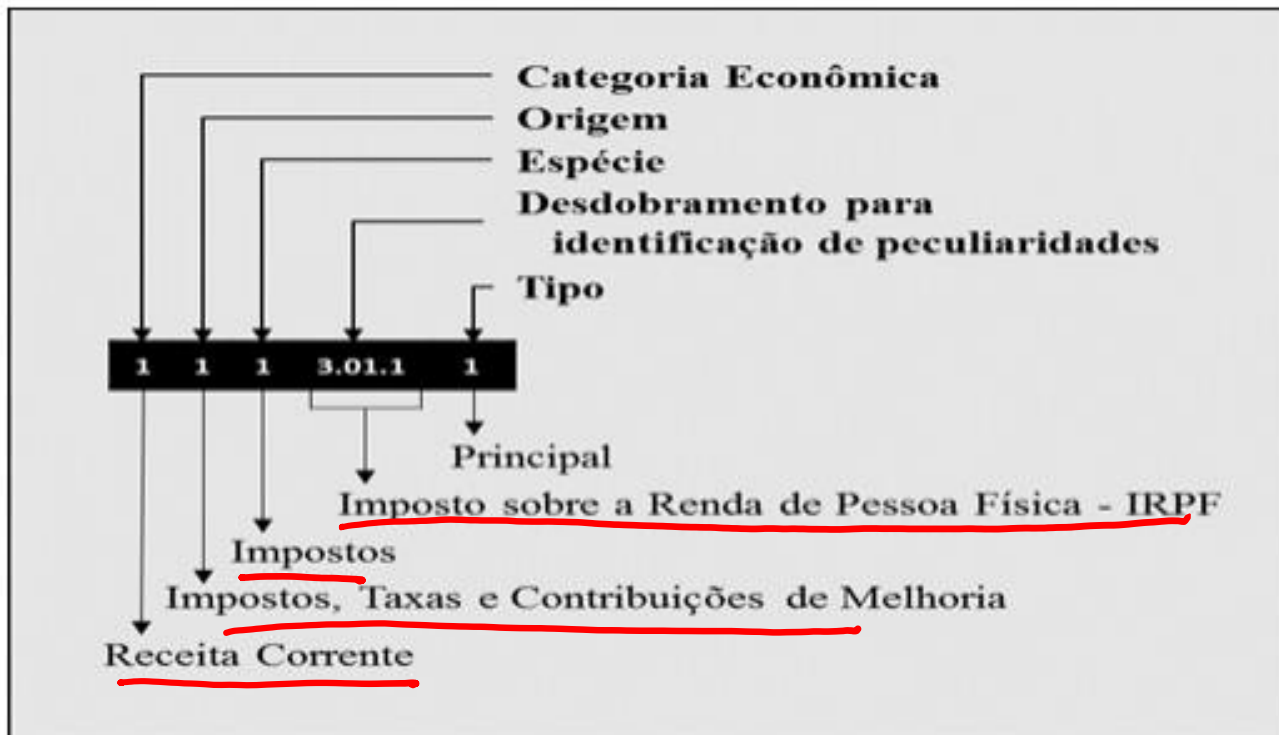 Categoria Econômica
Origem
Espécie
Desdobramento para
identificação de peculiaridades
Tipo
1 1 1 3.01.1 1
Principal
Imposto sobre a Renda de Pessoa Física - IRPF
Impostos
Impostos, Taxas e Contribuições de Melhoria
Receita Corrente